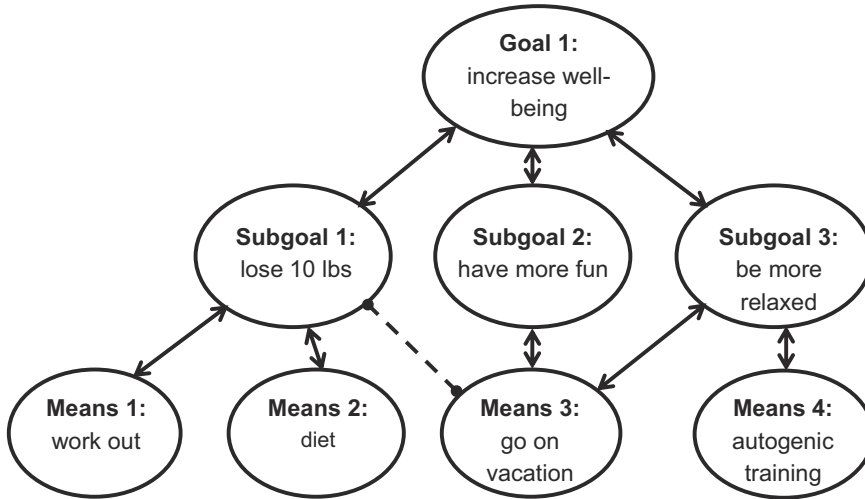 Goal 1:
increase well-
being
Subgoal 1:
lose 10 lbs
Subgoal 2:
have more fun
Subgoal 3:
be more
relaxed
Means 1:
work out
Means 2:
diet
Means 3:
go on
vacation
Means 4:
autogenic
training